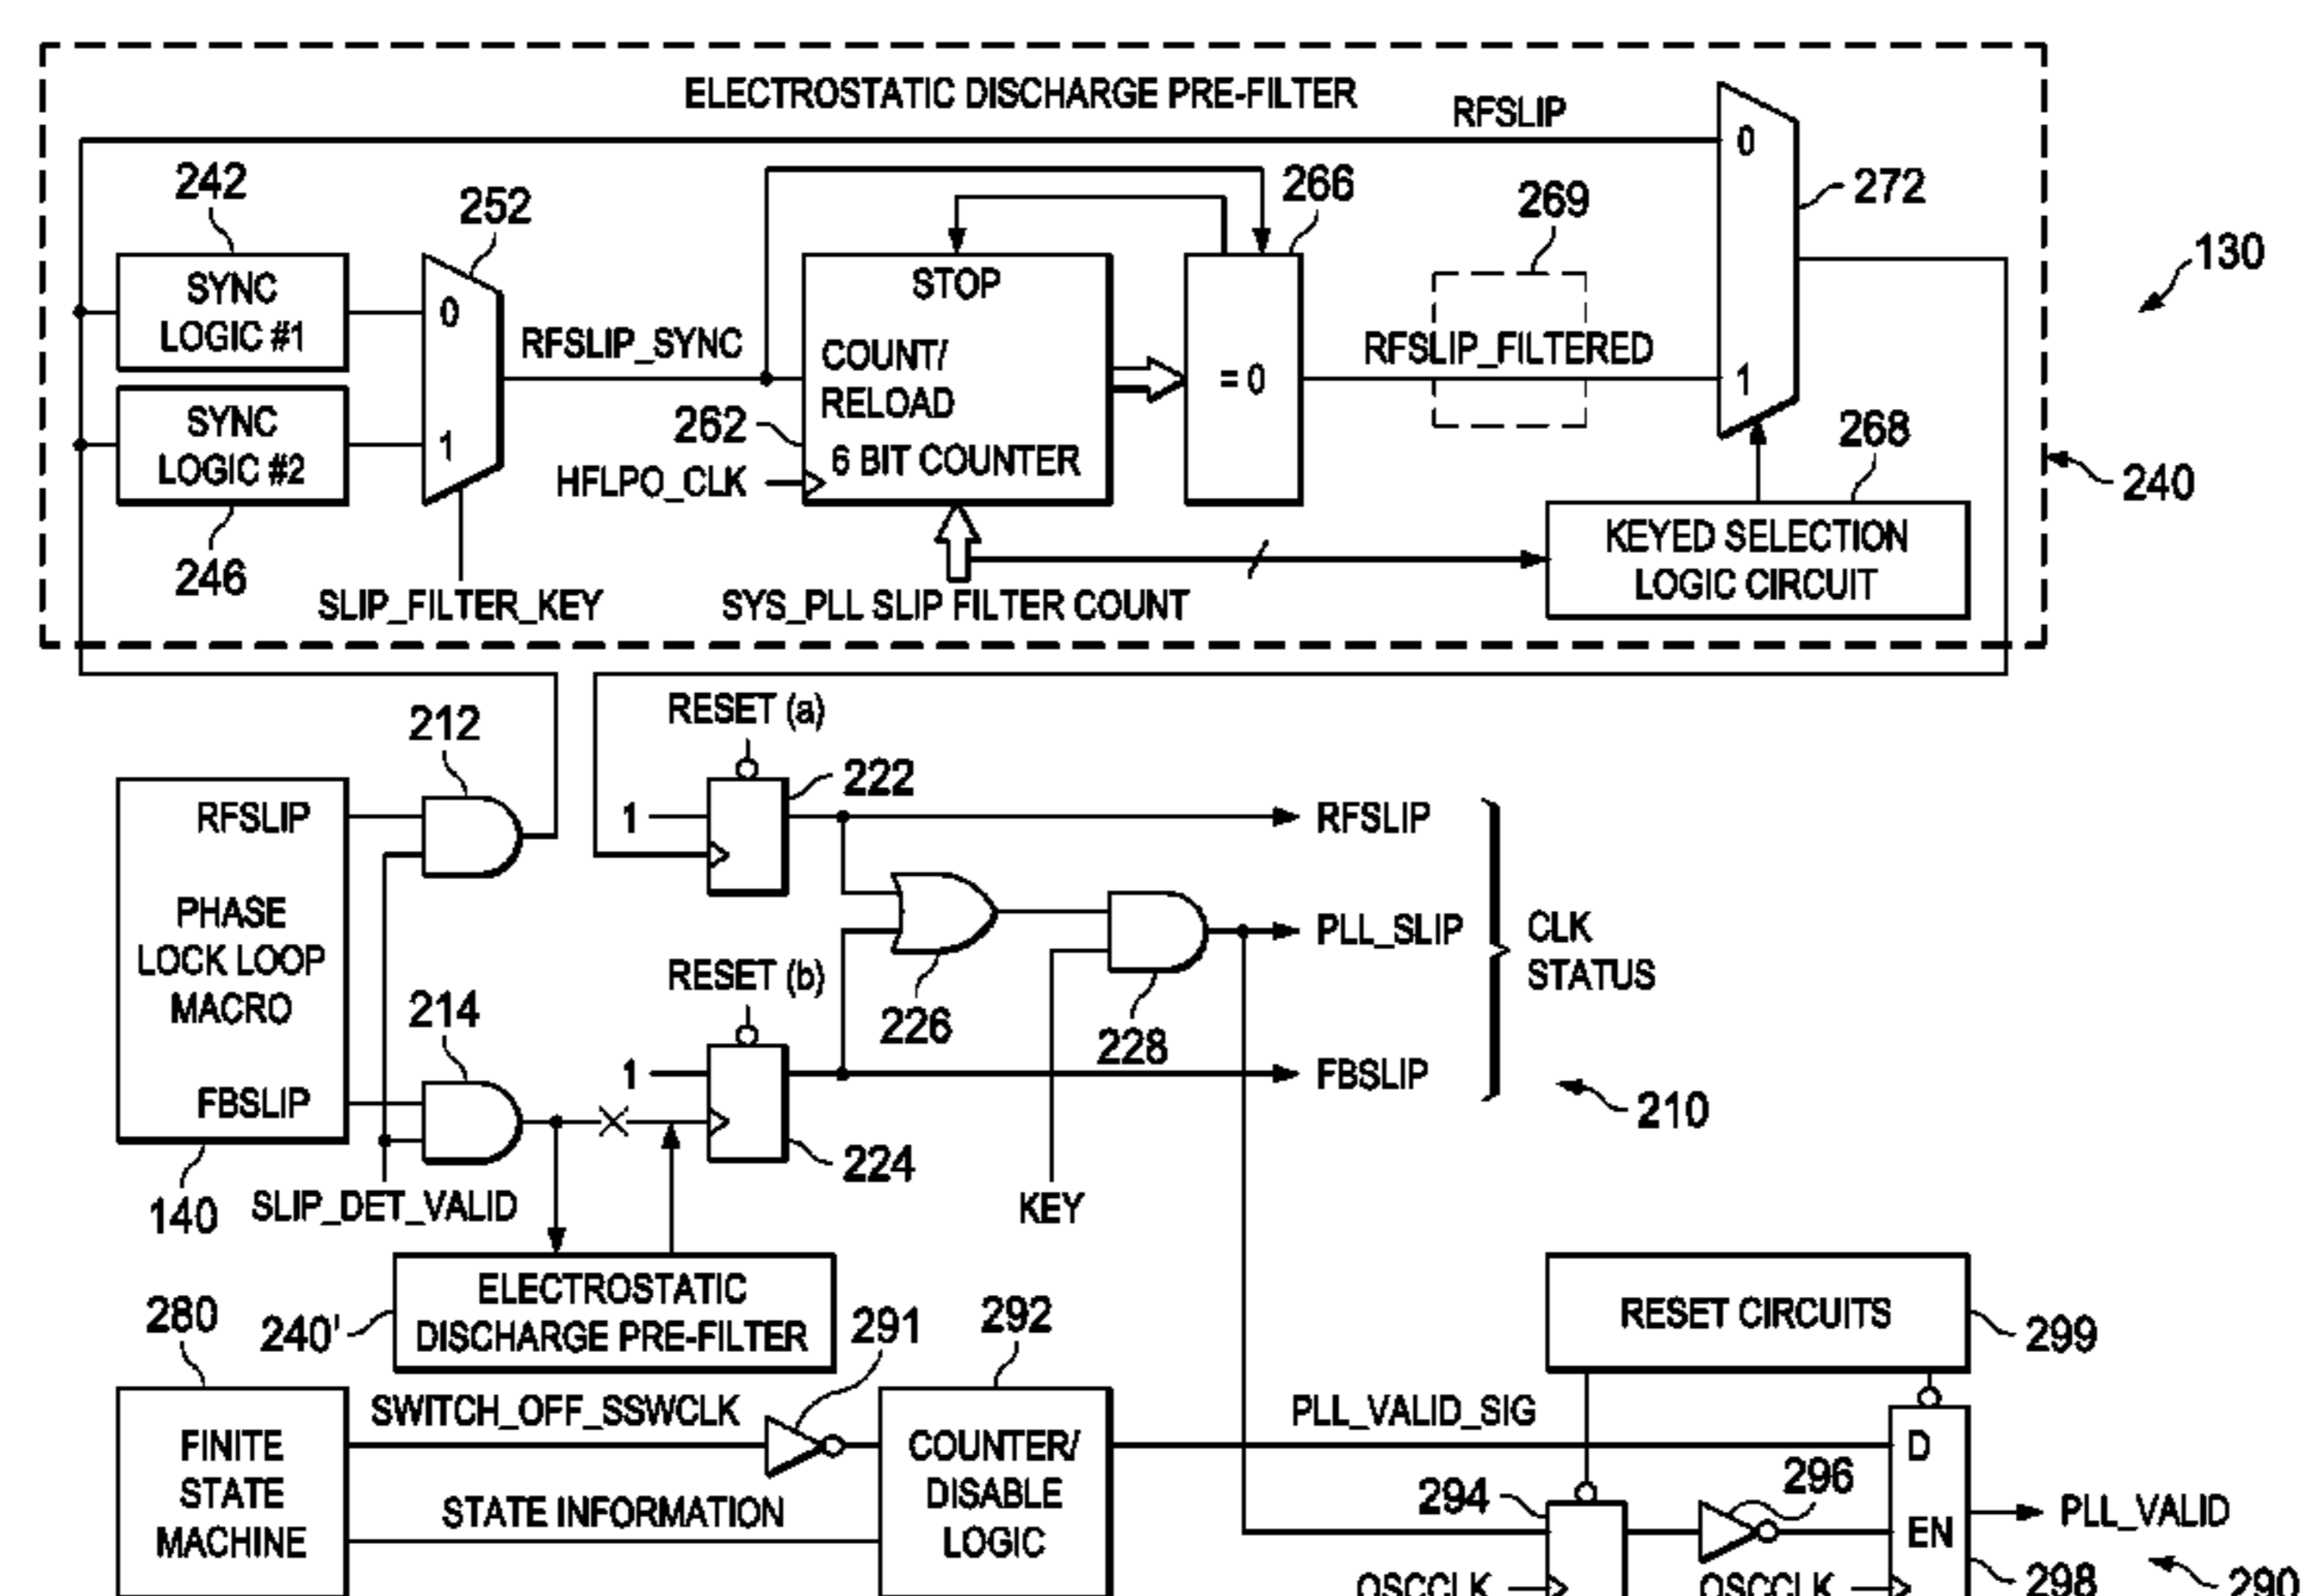 ELECTROSTATIC DISCHARGE PRE-FILTER
RFSLIP
0
242
252
266
269
272
130
SYNC
LOGIC #1
0
STOP
RFSLIP_SYNC
COUNT/
RELOAD
RFSLIP_FILTERED
= 0
1
SYNC
LOGIC #2
1
262
6 BIT COUNTER
268
HFLPO_CLK
240
246
KEYED SELECTION
LOGIC CIRCUIT
SLIP_FILTER_KEY
SYS_PLL SLIP FILTER COUNT
212
RESET (a)
222
RFSLIP
1
RFSLIP
PHASE
LOCK LOOP
MACRO
PLL_SLIP
CLK
STATUS
RESET (b)
214
226
228
FBSLIP
1
FBSLIP
210
224
140
SLIP_DET_VALID
KEY
ELECTROSTATIC
DISCHARGE PRE-FILTER
240'
280
291
292
RESET CIRCUITS
299
SWITCH_OFF_SSWCLK
PLL_VALID_SIG
FINITE
STATE
MACHINE
COUNTER/
DISABLE
LOGIC
D
STATE INFORMATION
294
296
EN
PLL_VALID
OSCCLK
OSCCLK
298
290